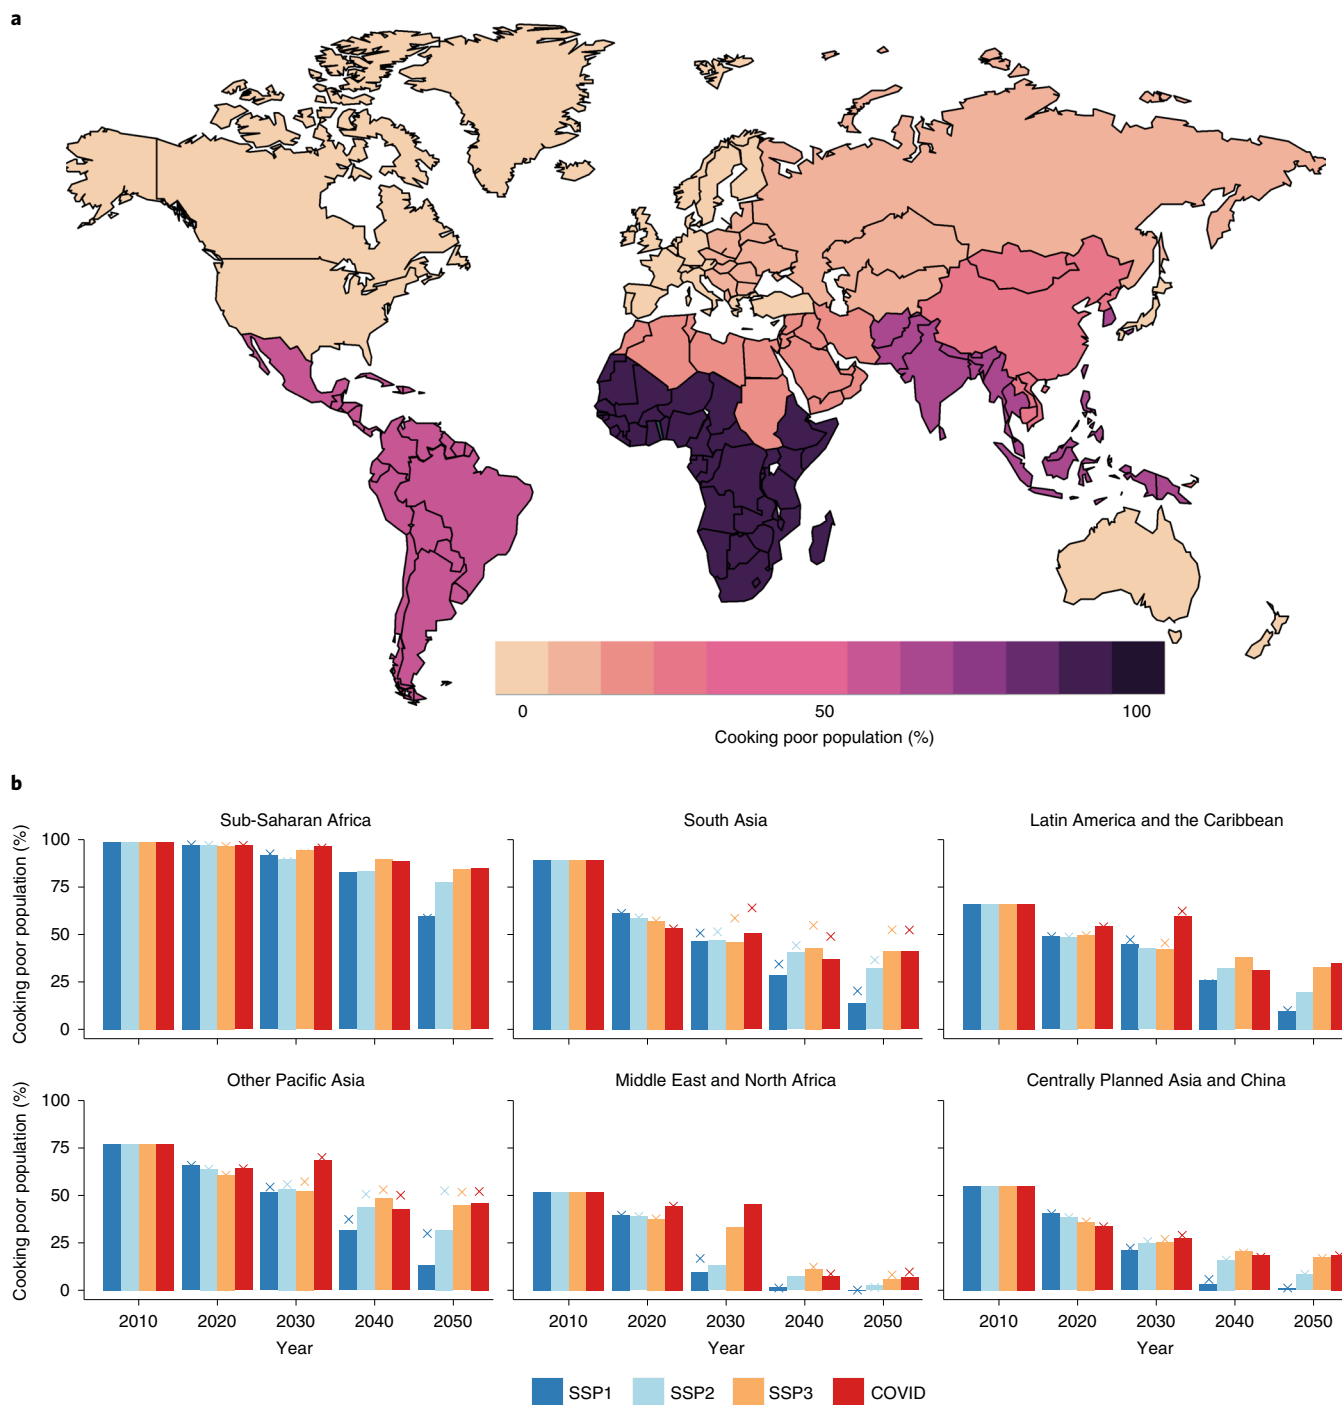 a
0 50 100
Cooking poor population (%)
b
Sub-Saharan Africa
South Asia
Latin America and the Caribbean
Cooking poor population (%)
100
75
50
25
0
Other Pacific Asia
Middle East and North Africa
Centrally Planned Asia and China
Cooking poor population (%)
100
75
50
25
0
2010 2020 2030 2040 2050
2010 2020 2030 2040 2050
2010 2020 2030 2040 2050
Year
Year
Year
SSP1 SSP2 SSP3 COVID